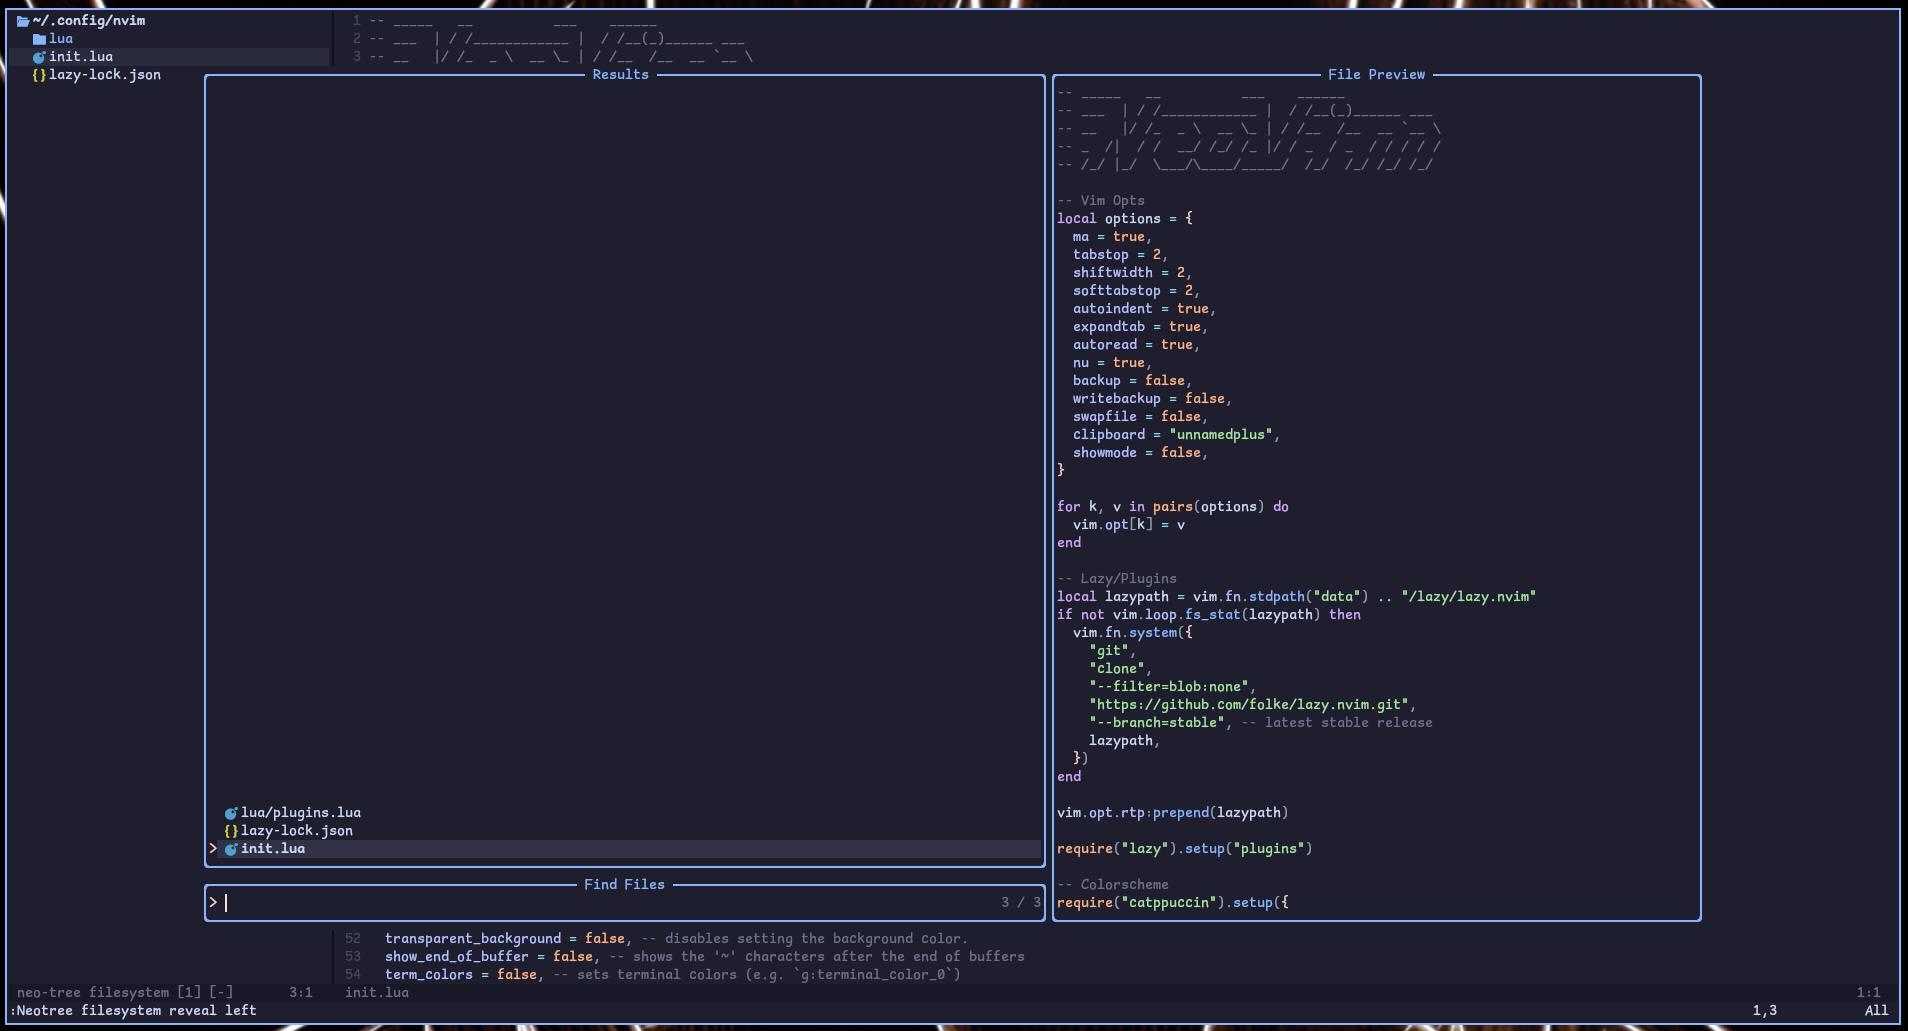 ~/.config/nvim
lua
init.lua
lazy-lock.json
1 -- _____   __          ___    ______
2 -- ___  | / /____________ |  / /__(_)______ ___
3 -- __   |/ /_  _ \  __ \_ | / /__  /__  __ `__ \
Results
lua/plugins.lua
lazy-lock.json
> init.lua
Find Files
> 3 / 3
File Preview
-- _____   __          ___    ______
-- ___  | / /____________ |  / /__(_)______ ___
-- __   |/ /_  _ \  __ \_ | / /__  /__  __ `__ \
-- _  /|  / /  __/ /_/ /_ |/ / _  / _  / / / / /
-- /_/ |_/  \___/\____/_____/  /_/  /_/ /_/ /_/
-- Vim Opts
local options = {
  ma = true,
  tabstop = 2,
  shiftwidth = 2,
  softtabstop = 2,
  autoindent = true,
  expandtab = true,
  autoread = true,
  nu = true,
  backup = false,
  writebackup = false,
  swapfile = false,
  clipboard = "unnamedplus",
  showmode = false,
}
for k, v in pairs(options) do
  vim.opt[k] = v
end
-- Lazy/Plugins
local lazypath = vim.fn.stdpath("data") .. "/lazy/lazy.nvim"
if not vim.loop.fs_stat(lazypath) then
  vim.fn.system({
    "git",
    "clone",
    "--filter=blob:none",
    "https://github.com/folke/lazy.nvim.git",
    "--branch=stable", -- latest stable release
    lazypath,
  })
end
vim.opt.rtp:prepend(lazypath)
require("lazy").setup("plugins")
-- Colorscheme
require("catppuccin").setup({
52   transparent_background = false, -- disables setting the background color.
53   show_end_of_buffer = false, -- shows the '~' characters after the end of buffers
54   term_colors = false, -- sets terminal colors (e.g. `g:terminal_color_0`)
neo-tree filesystem [1] [-] 3:1 init.lua 1:1
:Neotree filesystem reveal left 1,3 All